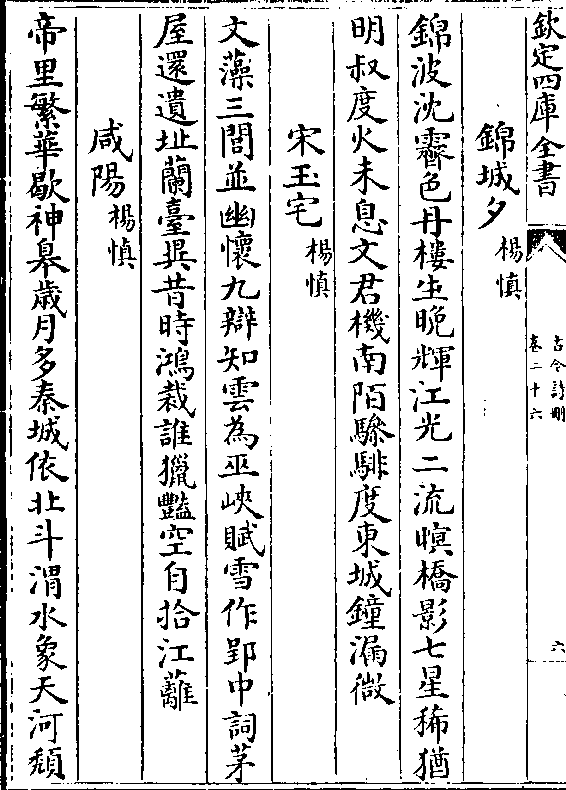 欽定四庫全書
古今詩刪
卷二十六
六
錦城夕
楊慎
錦波沈霽色丹樓生晚輝江光二流暝橋影七星稀猶
明叔度火未息文君機南陌驂騑度東城鐘漏微
宋玉宅
楊慎
文藻三閭並幽懷九辯知雲為巫峽賦雪作郢中詞茅
屋還遺址蘭臺異昔時鴻裁誰獵豔空自拾江蘺
咸陽
楊慎
帝里繁華歇神皋歲月多秦城依北斗渭水象天河頽